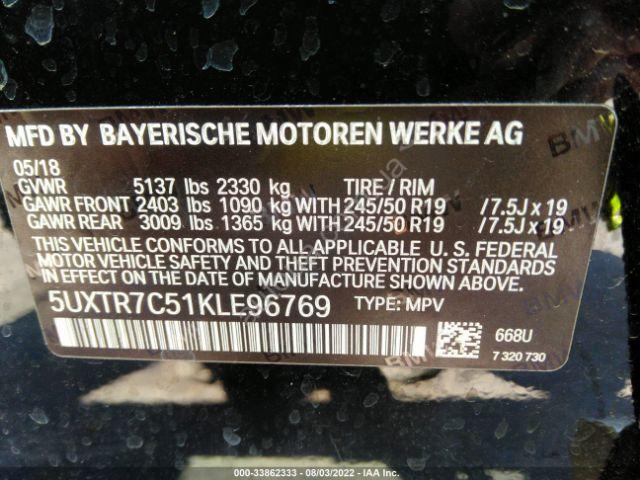 MFD BY BAYERISCHE MOTOREN WERKE AG
05/18
GVWR 5137 lbs 2330 kg TIRE / RIM
GAWR FRONT 2403 lbs 1090 kg WITH 245/50 R19 /7.5J x 19
GAWR REAR 3009 lbs 1365 kg WITH 245/50 R19 /7.5J x 19
THIS VEHICLE CONFORMS TO ALL APPLICABLE U. S. FEDERAL
MOTOR VEHICLE SAFETY AND THEFT PREVENTION STANDARDS
IN EFFECT ON THE DATE OF MANUFACTURE SHOWN ABOVE.
5UXTR7C51KLE96769 TYPE: MPV
668U
7 320 730
000-33862333 - 08/03/2022 - IAA Inc.